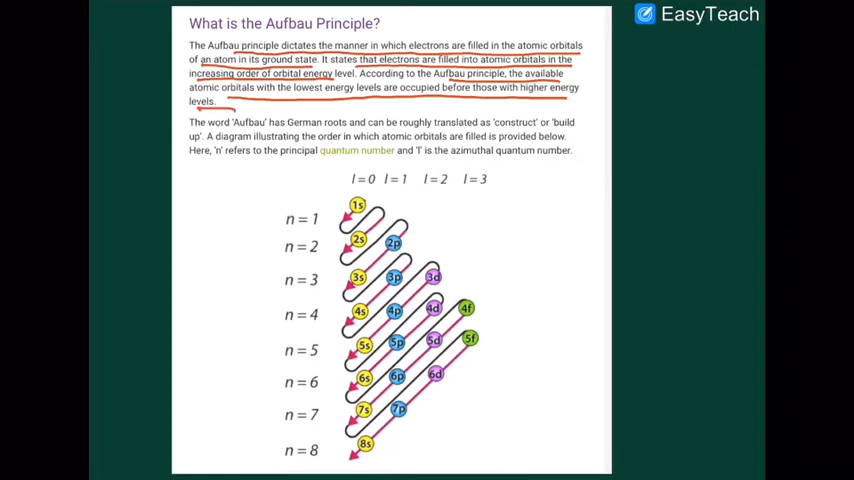 EasyTeach
What is the Aufbau Principle?
The Aufbau principle dictates the manner in which electrons are filled in the atomic orbitals
of an atom in its ground state. It states that electrons are filled into atomic orbitals in the
increasing order of orbital energy level. According to the Aufbau principle, the available
atomic orbitals with the lowest energy levels are occupied before those with higher energy
levels.
The word ‘Aufbau’ has German roots and can be roughly translated as ‘construct’ or ‘build
up’. A diagram illustrating the order in which atomic orbitals are filled is provided below.
Here, ‘n’ refers to the principal quantum number and ‘l’ is the azimuthal quantum number.
l = 0 l = 1 l = 2 l = 3
1s
n = 1
n = 2 2s 2p
n = 3 3s 3p 3d
n = 4 4s 4p 4d 4f
n = 5 5s 5p 5d 5f
n = 6 6s 6p 6d
n = 7 7s 7p
n = 8 8s